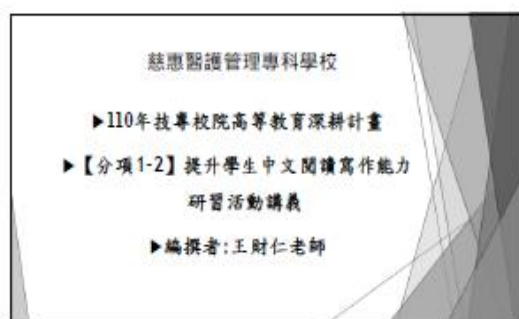 慈惠醫護管理專科學校
▶110年技專校院高等教育深耕計畫
▶【分項1-2】提升學生中文閱讀寫作能力
研習活動講義
▶編撰者:王財仁老師